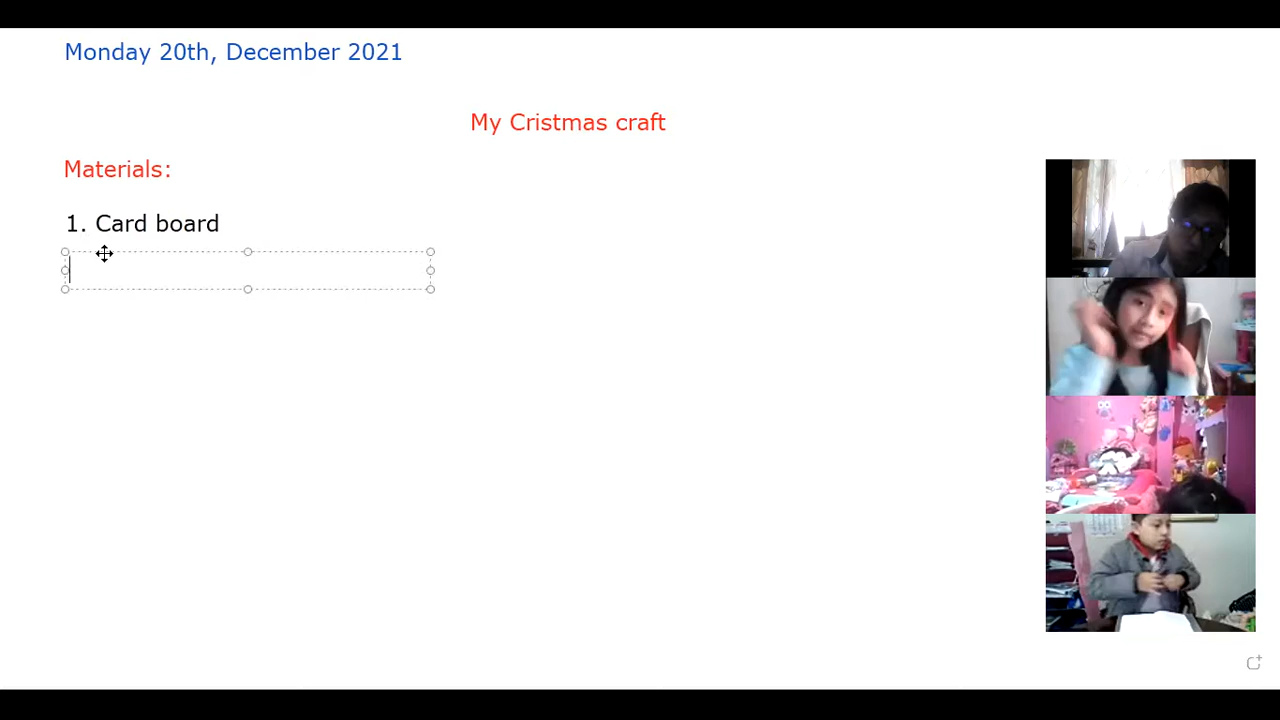 Monday 20th, December 2021
My Cristmas craft
Materials:
1. Card board